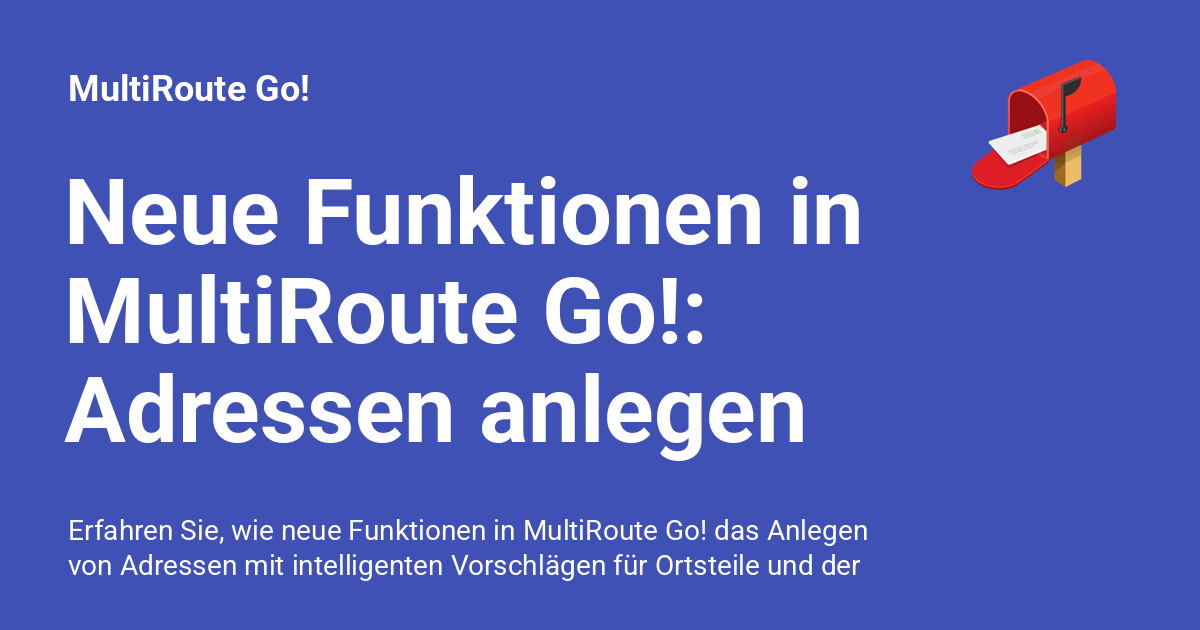 MultiRoute Go!
Neue Funktionen in
MultiRoute Go!:
Adressen anlegen
Erfahren Sie, wie neue Funktionen in MultiRoute Go! das Anlegen
von Adressen mit intelligenten Vorschlägen für Ortsteile und der